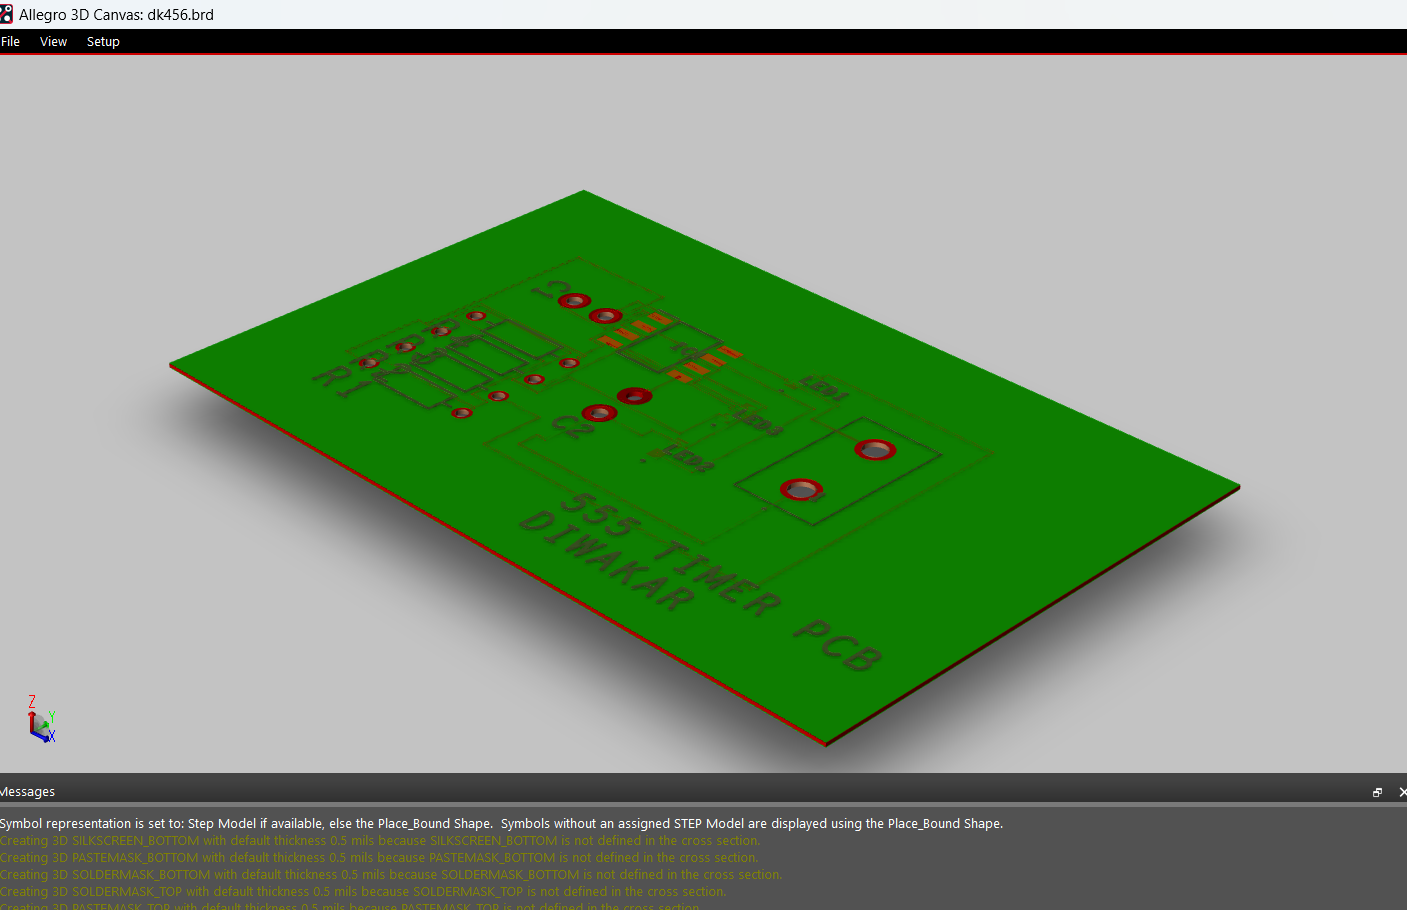 Allegro 3D Canvas: dk456.brd
File View Setup
C1
R1
C2
LED1
LED3
LED2
555 TIMER PCB
DIWAKAR
Z
Y
X
Messages
Symbol representation is set to: Step Model if available, else the Place_Bound Shape.  Symbols without an assigned STEP Model are displayed using the Place_Bound Shape.
Creating 3D SILKSCREEN_BOTTOM with default thickness 0.5 mils because SILKSCREEN_BOTTOM is not defined in the cross section.
Creating 3D PASTEMASK_BOTTOM with default thickness 0.5 mils because PASTEMASK_BOTTOM is not defined in the cross section.
Creating 3D SOLDERMASK_BOTTOM with default thickness 0.5 mils because SOLDERMASK_BOTTOM is not defined in the cross section.
Creating 3D SOLDERMASK_TOP with default thickness 0.5 mils because SOLDERMASK_TOP is not defined in the cross section.
Creating 3D PASTEMASK_TOP with default thickness 0.5 mils because PASTEMASK_TOP is not defined in the cross section.